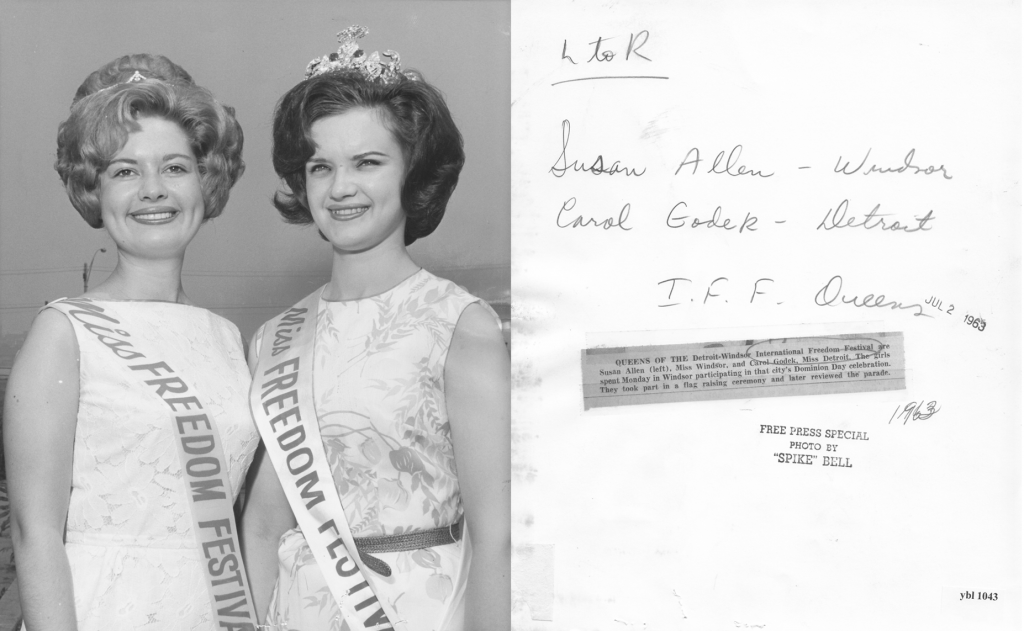 Miss FREEDOM FESTIVA
Miss FREEDOM FESTIV
L to R
Susan Allen - Windsor
Carol Godek - Detroit
I.F.F. Queens
JUL 2 1963
QUEENS OF THE Detroit-Windsor International Freedom Festival are
Susan Allen (left), Miss Windsor, and Carol Godek, Miss Detroit. The girls
spent Monday in Windsor participating in that city's Dominion Day celebration.
They took part in a flag raising ceremony and later reviewed the parade.
1963
FREE PRESS SPECIAL
PHOTO BY
"SPIKE" BELL
ybl 1043